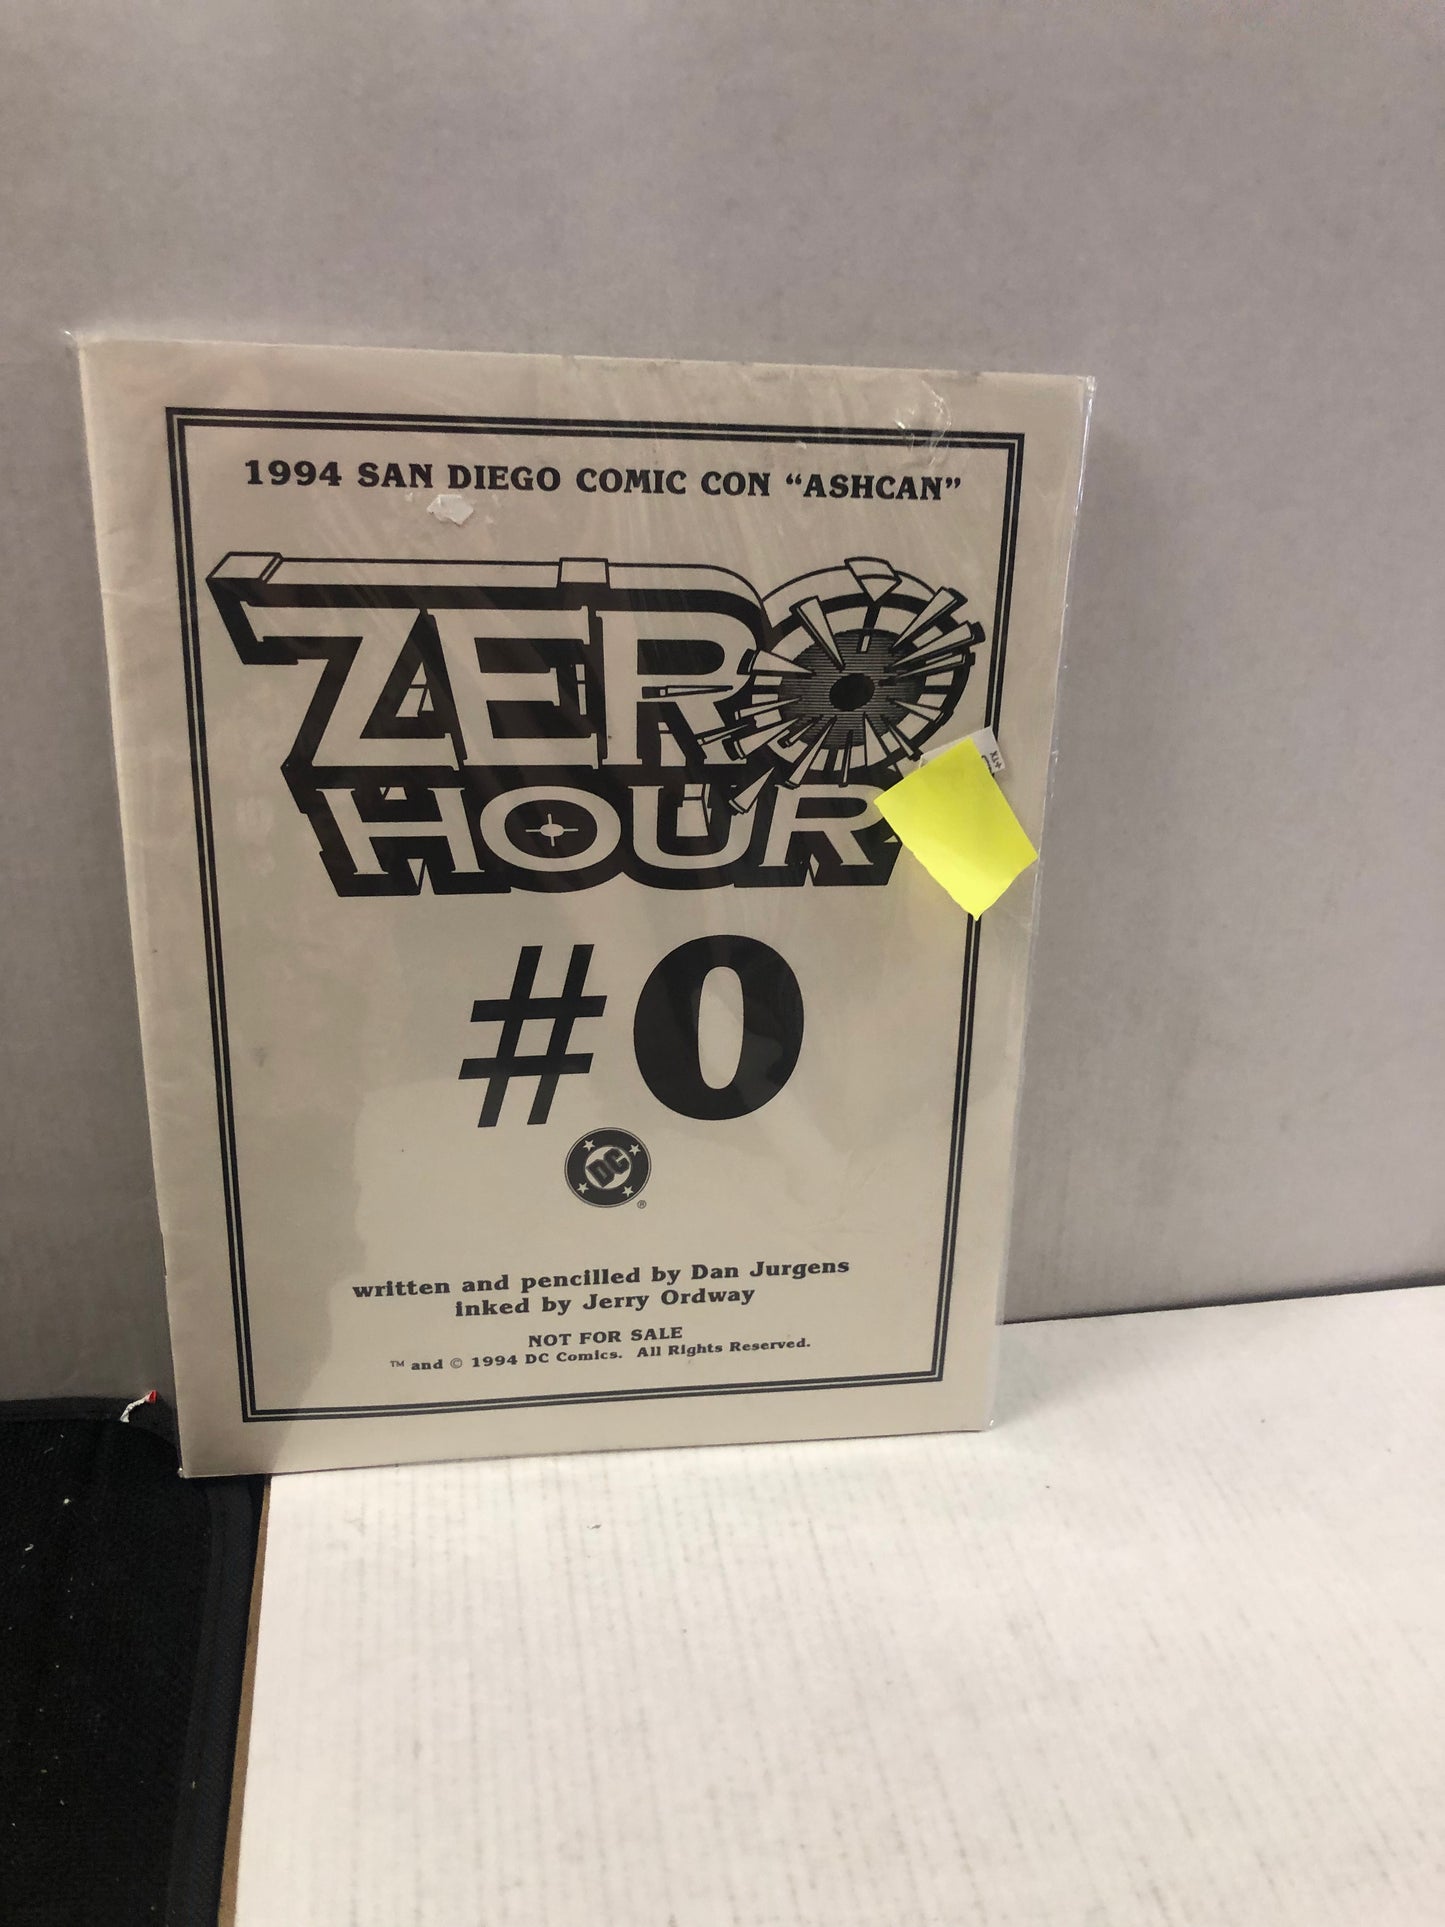 1994 SAN DIEGO COMIC CON “ASHCAN”
ZERO
HOUR
#0
DC
®
written and pencilled by Dan Jurgens
inked by Jerry Ordway
NOT FOR SALE
™ and © 1994 DC Comics. All Rights Reserved.